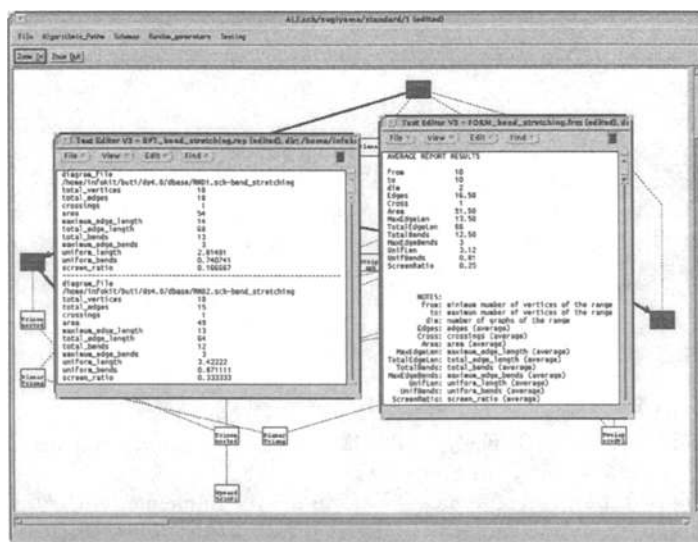 ALF.sch/sugiyama/standard/1 (edited)
File Algorithmic_Paths Schemas Random_generators Testing
Zoom In Zoom Out
Text Editor V3 - RPT_bend_stretching.rep (edited), dir: /home/infoki
File View Edit Find
diagram_file
/home/infokit/buti/ds4.0/dbase/RND1.sch-bend_stretching
total_vertices 10
total_edges 18
crossings 1
area 54
maximum_edge_length 14
total_edge_length 68
total_bends 13
maximum_edge_bends 3
uniform_length 2.81481
uniform_bends 0.740741
screen_ratio 0.166667
diagram_file
/home/infokit/buti/ds4.0/dbase/RND2.sch-bend_stretching
total_vertices 10
total_edges 15
crossings 1
area 49
maximum_edge_length 13
total_edge_length 64
total_bends 12
maximum_edge_bends 3
uniform_length 3.42222
uniform_bends 0.871111
screen_ratio 0.333333
Text Editor V3 - FORM_bend_stretching.frm (edited), di
File View Edit Find
AVERAGE REPORT RESULTS
from 10
to 10
dim 2
Edges 16.50
Cross 1
Area 51.50
MaxEdgeLen 13.50
TotalEdgeLen 66
TotalBends 12.50
MaxEdgeBends 3
UnifLen 3.12
UnifBends 0.81
ScreenRatio 0.25
NOTES:
from: minimum number of vertices of the range
to: maximum number of vertices of the range
dim: number of graphs of the range
Edges: edges (average)
Cross: crossings (average)
Area: area (average)
MaxEdgeLen: maximum_edge_length (average)
TotalEdgeLen: total_edge_length (average)
TotalBends: total_bends (average)
MaxEdgeBends: maximum_edge_bends (average)
UnifLen: uniform_length (average)
UnifBends: uniform_bends (average)
ScreenRatio: screen_ratio (average)